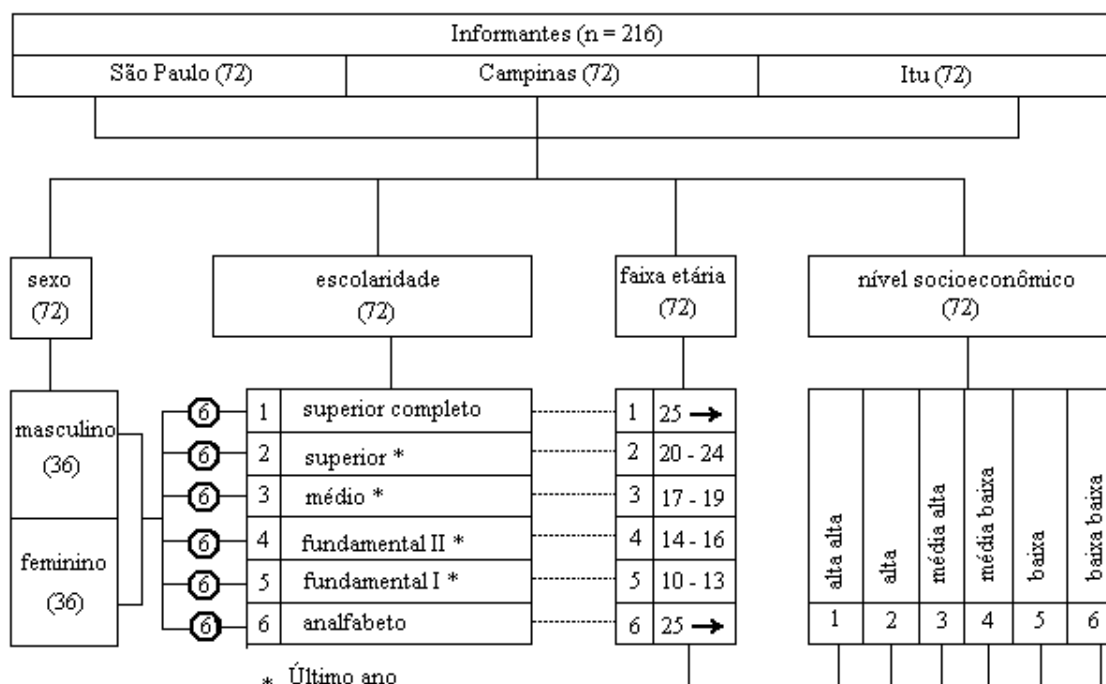 Informantes (n = 216)
São Paulo (72)
Campinas (72)
Itu (72)
sexo
(72)
escolaridade
(72)
faixa etária
(72)
nível socioeconômico
(72)
masculino
(36)
feminino
(36)
6 1 superior completo
6 2 superior *
6 3 médio *
6 4 fundamental II *
6 5 fundamental I *
6 6 analfabeto
1 25 →
2 20 - 24
3 17 - 19
4 14 - 16
5 10 - 13
6 25 →
alta alta
alta
média alta
média baixa
baixa
baixa baixa
1 2 3 4 5 6
* Último ano